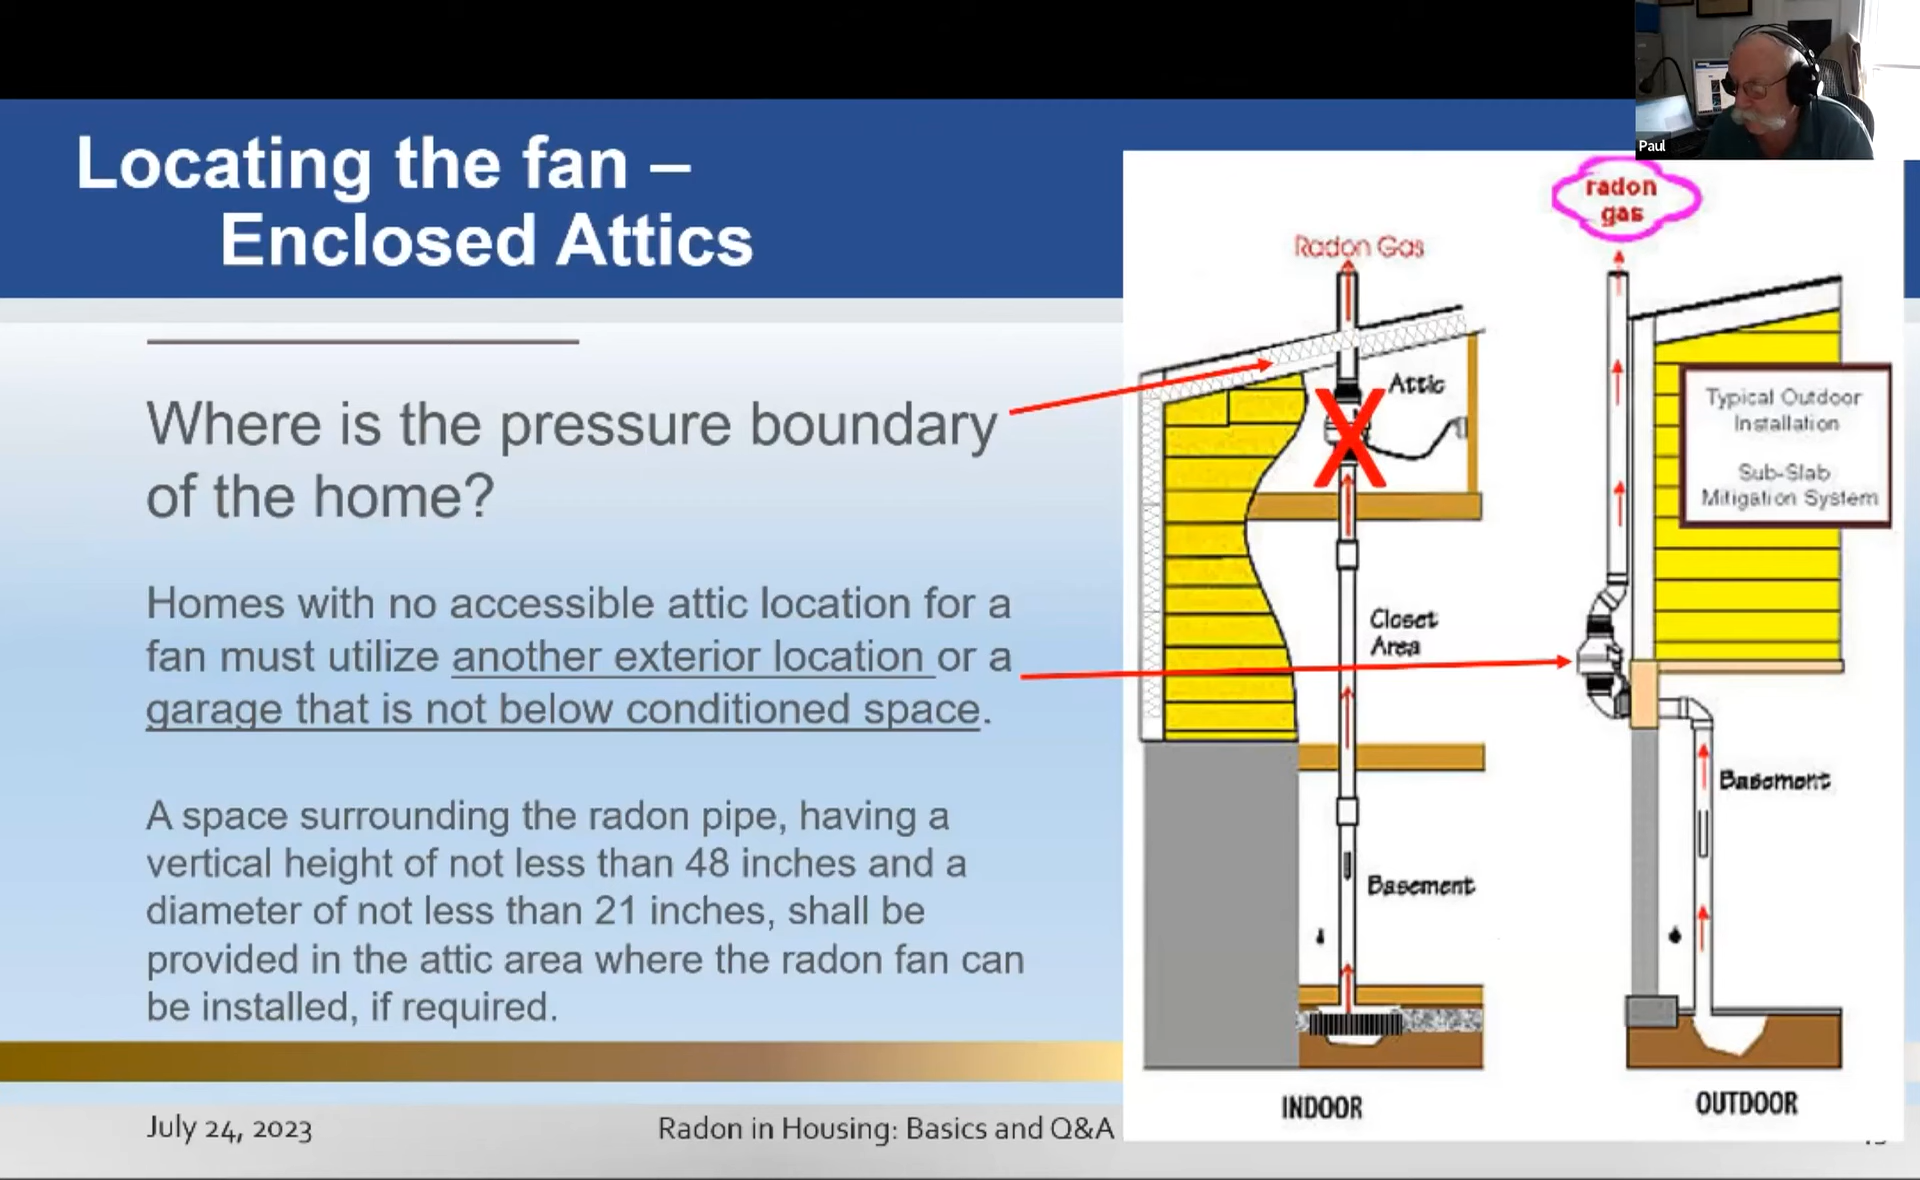 Paul
Locating the fan –
Enclosed Attics
Where is the pressure boundary
of the home?
Homes with no accessible attic location for a
fan must utilize another exterior location or a
garage that is not below conditioned space.
A space surrounding the radon pipe, having a
vertical height of not less than 48 inches and a
diameter of not less than 21 inches, shall be
provided in the attic area where the radon fan can
be installed, if required.
Radon Gas
Attic
Closet
Area
Basement
INDOOR
radon
gas
Typical Outdoor
Installation
Sub-Slab
Mitigation System
Basement
OUTDOOR
July 24, 2023
Radon in Housing: Basics and Q&A